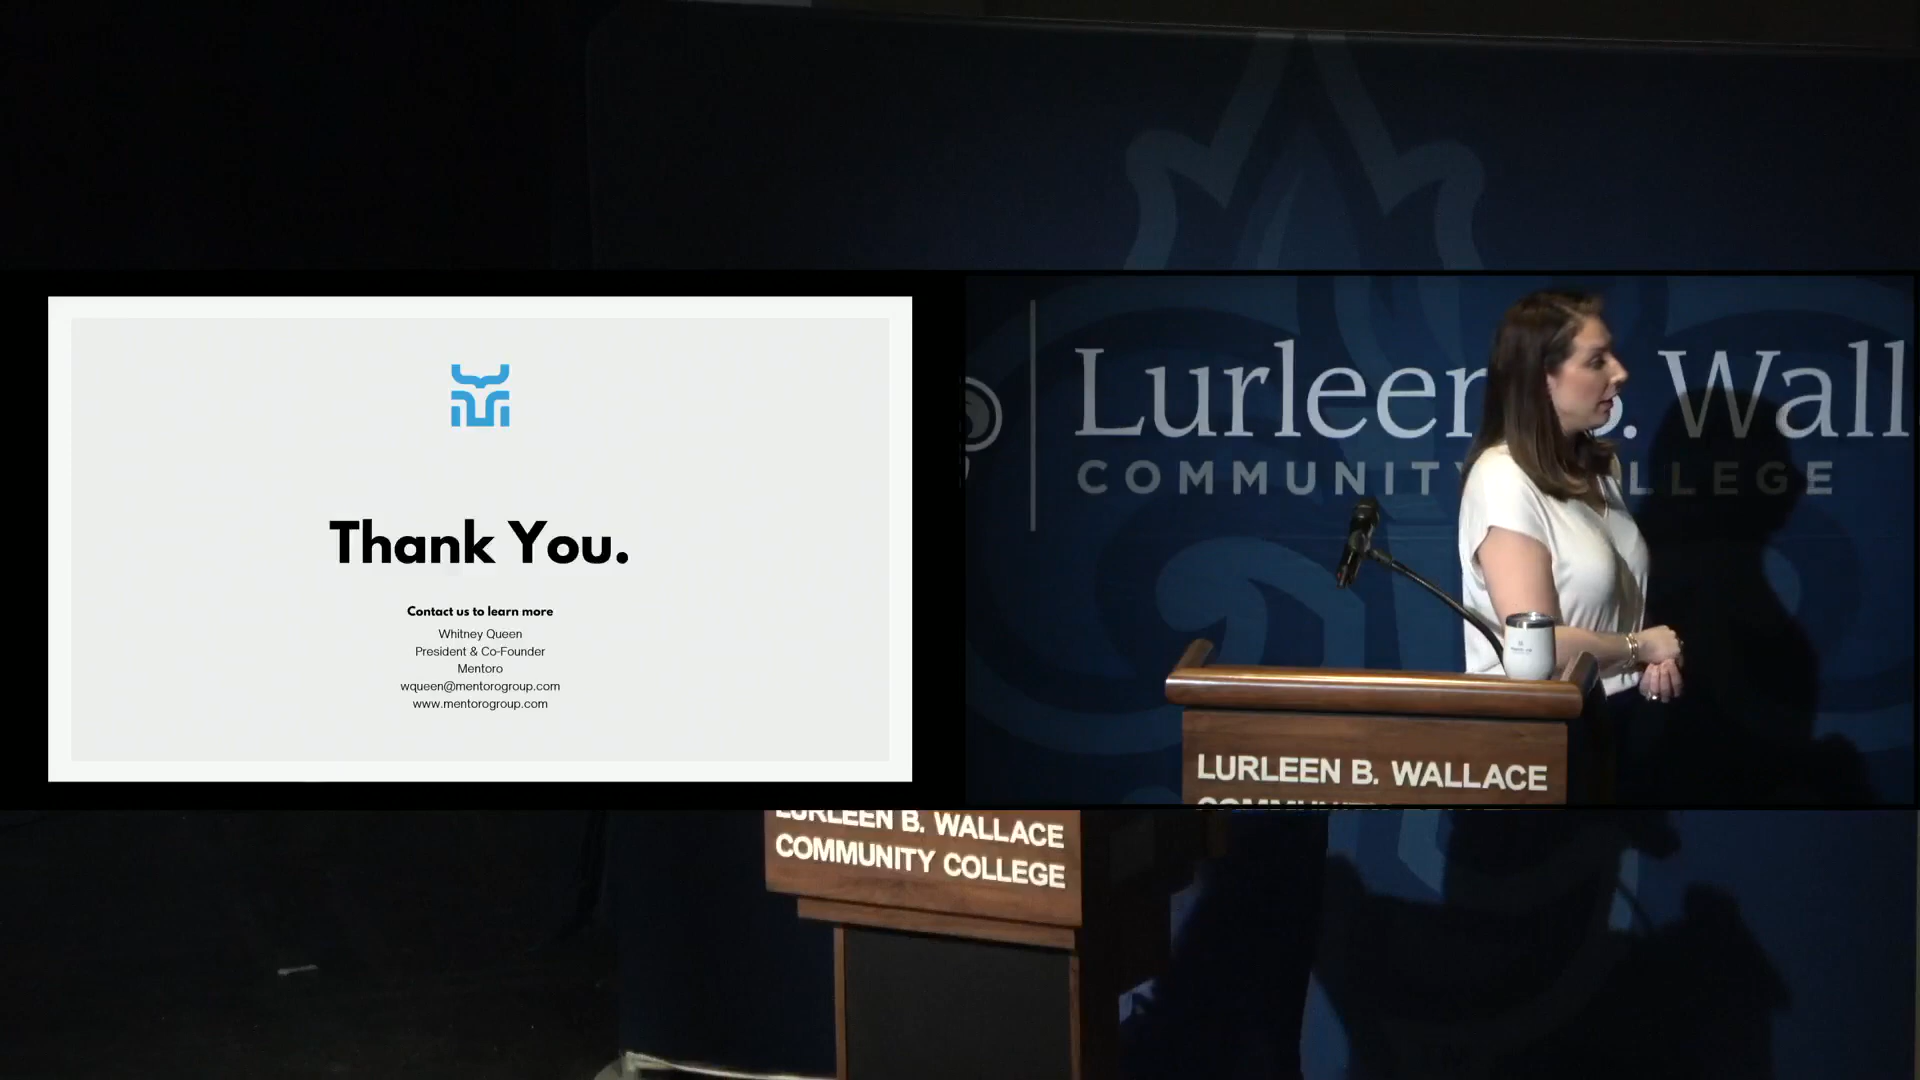 Thank You.
Contact us to learn more
Whitney Queen
President & Co-Founder
Mentoro
wqueen@mentorogroup.com
www.mentorogroup.com
Lurleen B. Wall
COMMUNITY COLLEGE
LURLEEN B. WALLACE
LURLEEN B. WALLACE
COMMUNITY COLLEGE